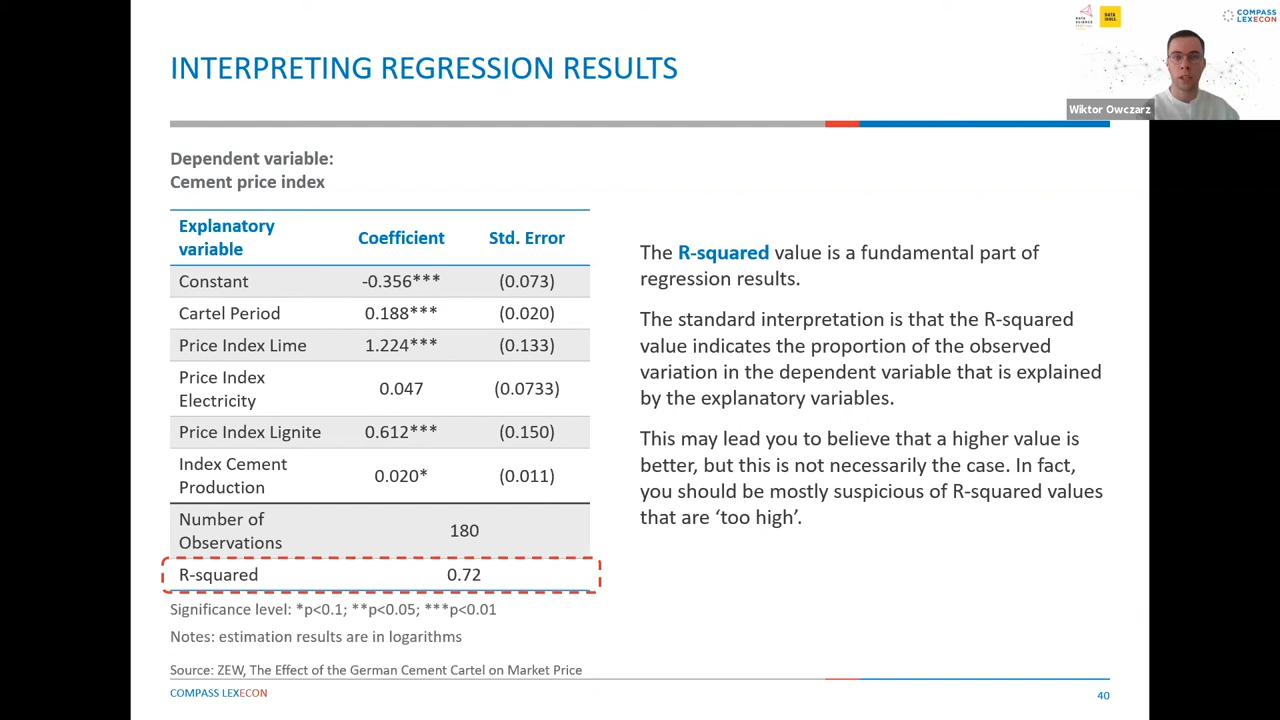 COMPASS
LEXECON
INTERPRETING REGRESSION RESULTS
Wiktor Owczarz
Dependent variable:
Cement price index
Explanatory
variable
Coefficient
Std. Error
Constant
-0.356***
(0.073)
Cartel Period
0.188***
(0.020)
Price Index Lime
1.224***
(0.133)
Price Index
Electricity
0.047
(0.0733)
Price Index Lignite
0.612***
(0.150)
Index Cement
Production
0.020*
(0.011)
Number of
Observations
180
R-squared
0.72
Significance level: *p<0.1; **p<0.05; ***p<0.01
Notes: estimation results are in logarithms
Source: ZEW, The Effect of the German Cement Cartel on Market Price
The R-squared value is a fundamental part of
regression results.
The standard interpretation is that the R-squared
value indicates the proportion of the observed
variation in the dependent variable that is explained
by the explanatory variables.
This may lead you to believe that a higher value is
better, but this is not necessarily the case. In fact,
you should be mostly suspicious of R-squared values
that are ‘too high’.
COMPASS LEXECON
40